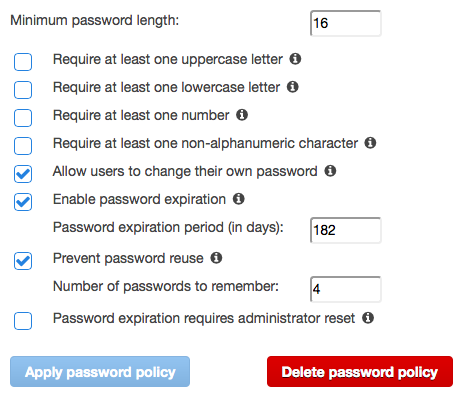 Minimum password length: 16
Require at least one uppercase letter
Require at least one lowercase letter
Require at least one number
Require at least one non-alphanumeric character
Allow users to change their own password
Enable password expiration
Password expiration period (in days): 182
Prevent password reuse
Number of passwords to remember: 4
Password expiration requires administrator reset
Apply password policy Delete password policy